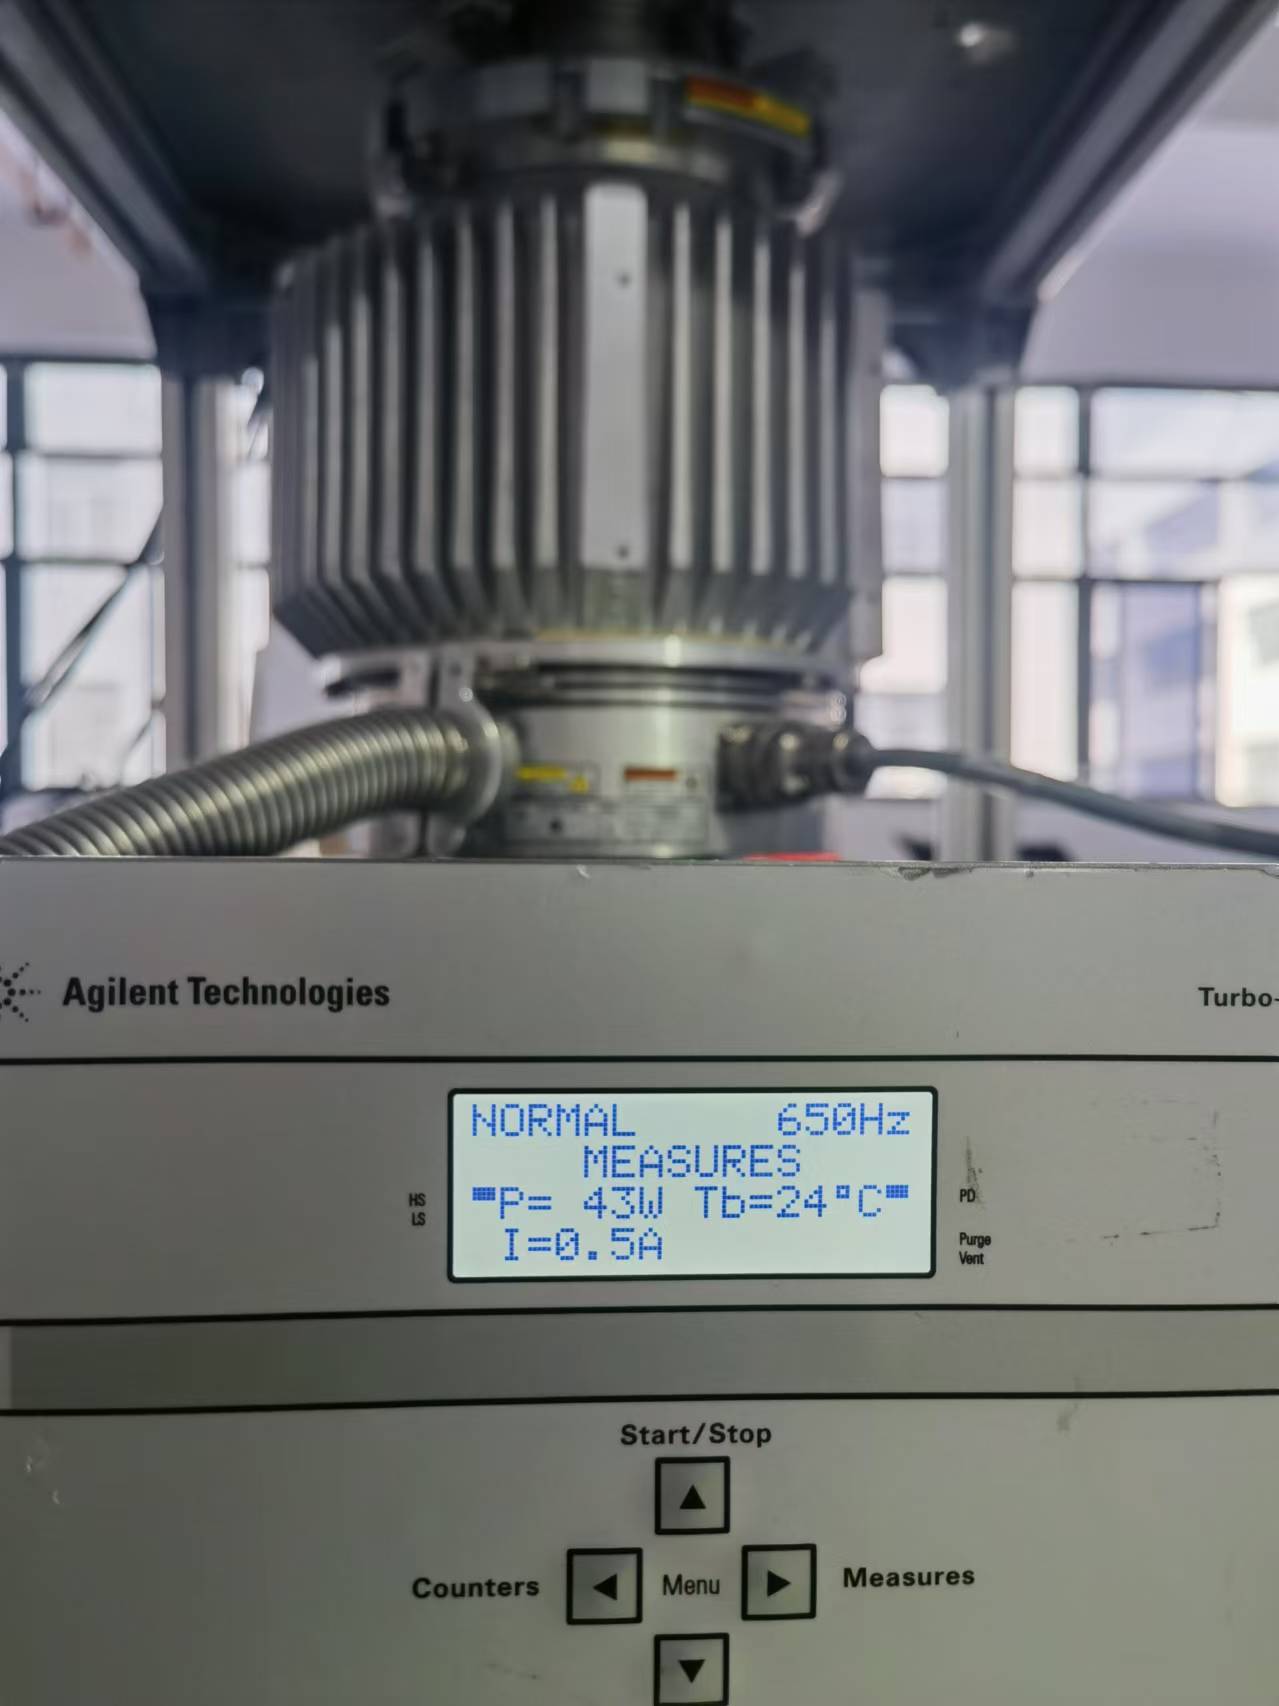 Agilent Technologies
Turbo-
NORMAL 650Hz
MEASURES
P= 43W Tb=24°C
I=0.5A
HS
LS
PD
Purge
Vent
Start/Stop
▲
Counters ◄ Menu ► Measures
▼